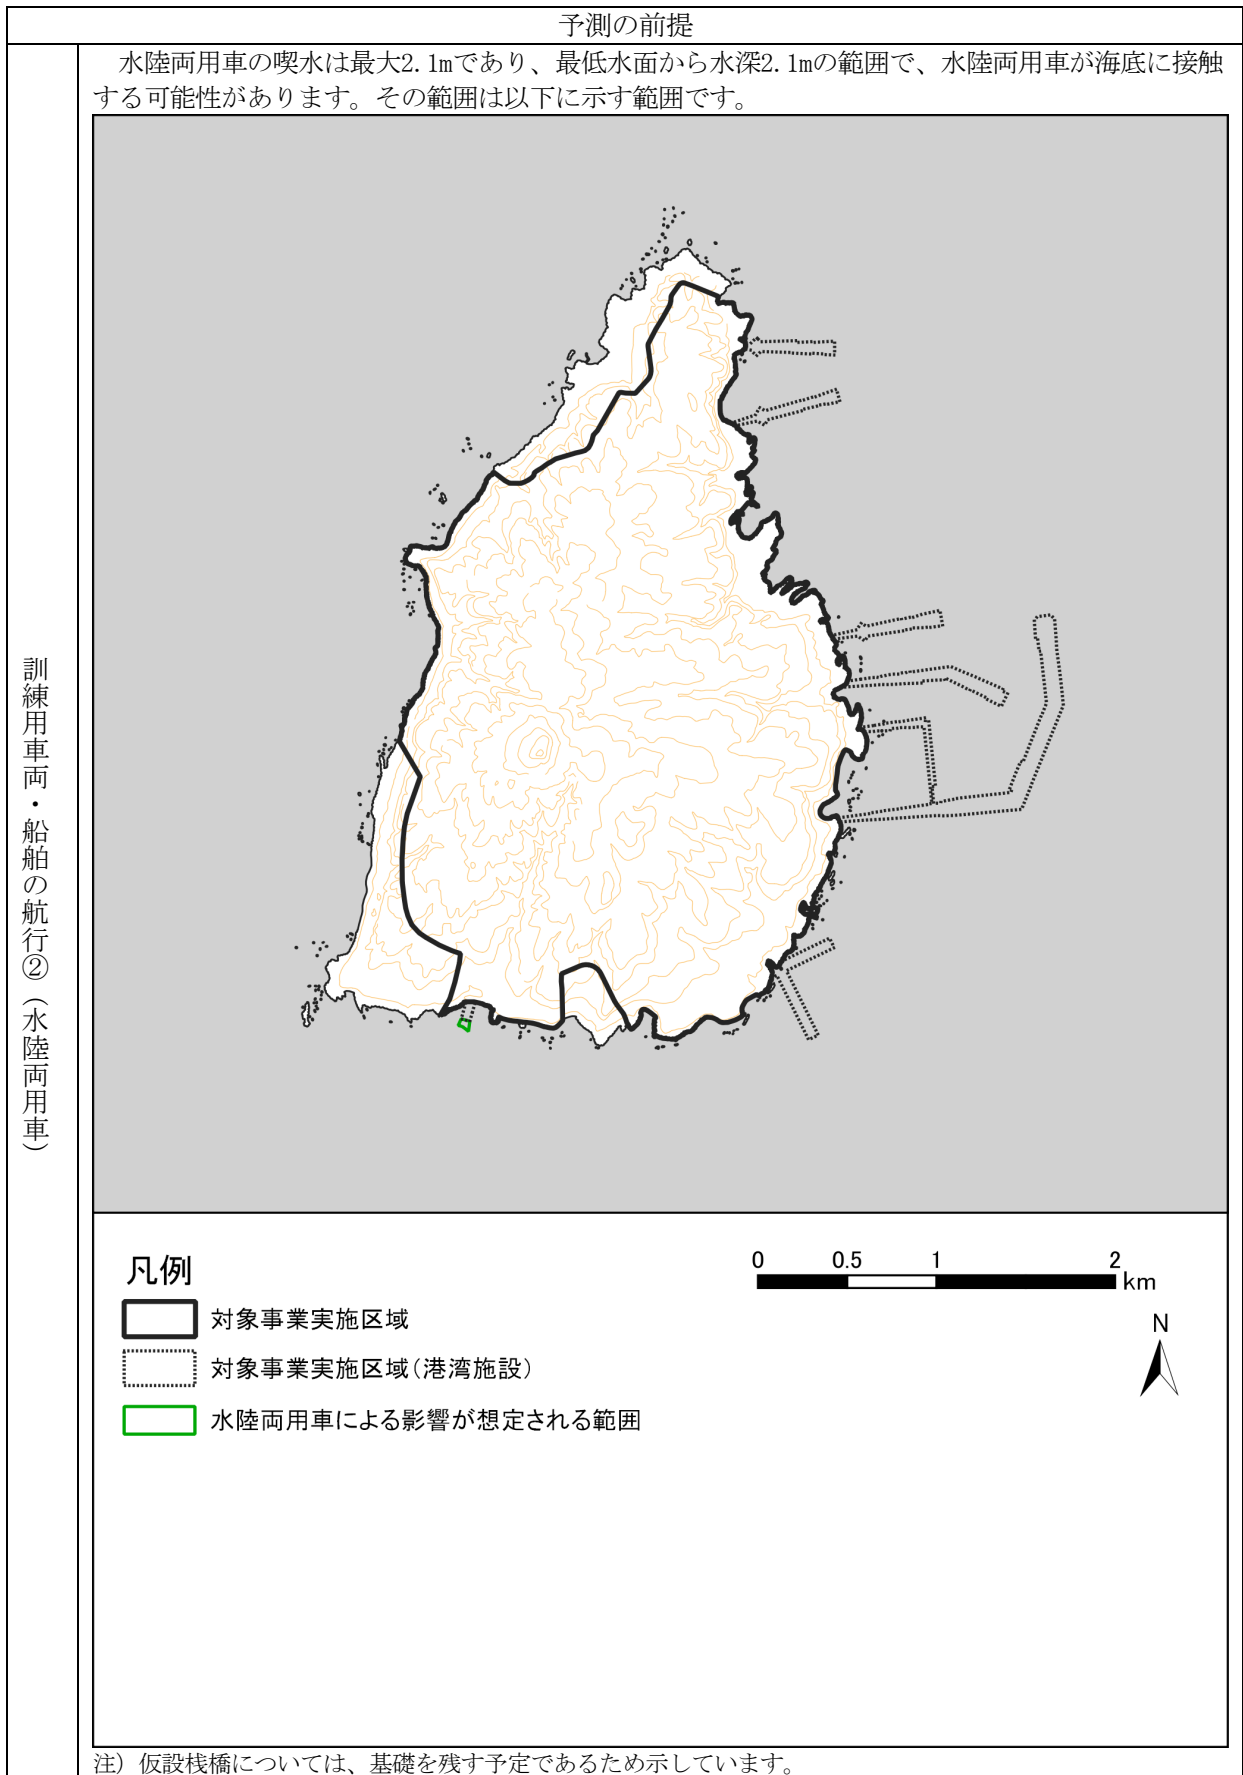 予測の前提
訓練用車両・船舶の航行②（水陸両用車）
水陸両用車の喫水は最大2.1mであり、最低水面から水深2.1mの範囲で、水陸両用車が海底に接触
する可能性があります。その範囲は以下に示す範囲です。
凡例
対象事業実施区域
対象事業実施区域(港湾施設)
水陸両用車による影響が想定される範囲
0 0.5 1 2
km
N
注）仮設桟橋については、基礎を残す予定であるため示しています。